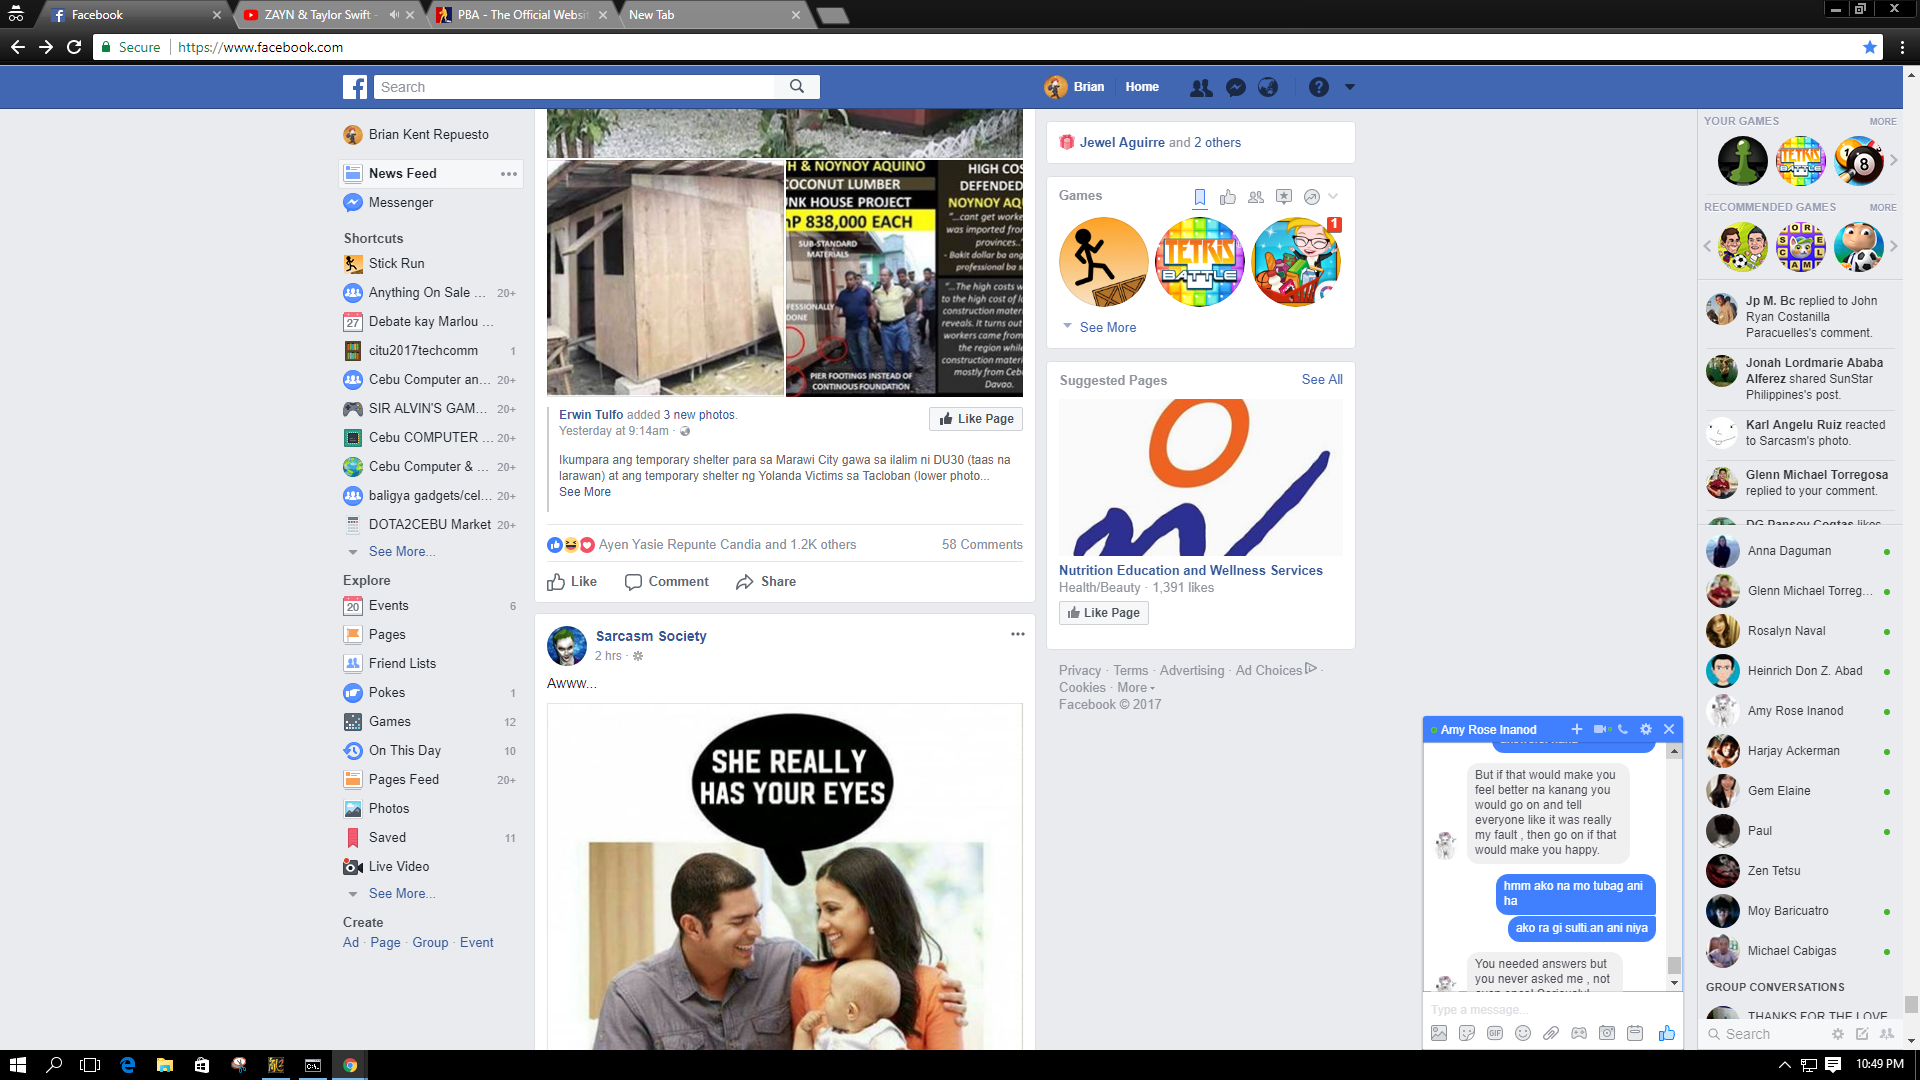 Facebook
ZAYN & Taylor Swift -
PBA - The Official Websit
New Tab
Secure
https://www.facebook.com
Search
Brian
Home
Brian Kent Repuesto
News Feed
Messenger
Shortcuts
Stick Run
Anything On Sale ... 20+
Debate kay Marlou ...
citu2017techcomm 1
Cebu Computer an... 20+
SIR ALVIN'S GAM... 20+
Cebu COMPUTER ... 20+
Cebu Computer & ... 20+
baligya gadgets/cel... 20+
DOTA2CEBU Market 20+
See More...
Explore
Events 6
Pages
Friend Lists
Pokes 1
Games 12
On This Day 10
Pages Feed 20+
Photos
Saved 11
Live Video
See More...
Create
Ad · Page · Group · Event
H & NOYNOY AQUINO
COCONUT LUMBER
NK HOUSE PROJECT
P 838,000 EACH
SUB-STANDARD
MATERIALS
FESSIONALLY
DONE
PIER FOOTINGS INSTEAD OF
CONTINOUS FOUNDATION
HIGH COS
DEFENDED
NOYNOY AQ
"...cant get worke
was imported from
provinces.."
- Bakit dollar ba ang
professional ba s
"...The high costs w
to the high cost of l
construction mater
reveals. It turns out
workers came from
the region while
construction materi
mostly from Ceb
Davao.
Erwin Tulfo added 3 new photos.
Yesterday at 9:14am ·
Like Page
Ikumpara ang temporary shelter para sa Marawi City gawa sa ilalim ni DU30 (taas na
larawan) at ang temporary shelter ng Yolanda Victims sa Tacloban (lower photo...
See More
Ayen Yasie Repunte Candia and 1.2K others
58 Comments
Like
Comment
Share
Sarcasm Society
2 hrs ·
Awww...
SHE REALLY
HAS YOUR EYES
Jewel Aguirre and 2 others
Games
TETRIS
BATTLE
1
See More
Suggested Pages
See All
Nutrition Education and Wellness Services
Health/Beauty · 1,391 likes
Like Page
Privacy · Terms · Advertising · Ad Choices ·
Cookies · More
Facebook © 2017
YOUR GAMES
MORE
TETRIS
BATTLE
8
RECOMMENDED GAMES
MORE
Jp M. Bc replied to John
Ryan Costanilla
Paracuelles's comment.
Jonah Lordmarie Ababa
Alferez shared SunStar
Philippines's post.
Karl Angelu Ruiz reacted
to Sarcasm's photo.
Glenn Michael Torregosa
replied to your comment.
DG Pansoy Cogtas likes
Anna Daguman
Glenn Michael Torreg...
Rosalyn Naval
Heinrich Don Z. Abad
Amy Rose Inanod
Harjay Ackerman
Gem Elaine
Paul
Zen Tetsu
Moy Baricuatro
Michael Cabigas
GROUP CONVERSATIONS
THANKS FOR THE LOVE
Search
Amy Rose Inanod
But if that would make you
feel better na kanang you
would go on and tell
everyone like it was really
my fault , then go on if that
would make you happy.
hmm ako na mo tubag ani
ha
ako ra gi sulti.an ani niya
You needed answers but
you never asked me , not
even once! Seriously!
Type a message...
GIF
10:49 PM